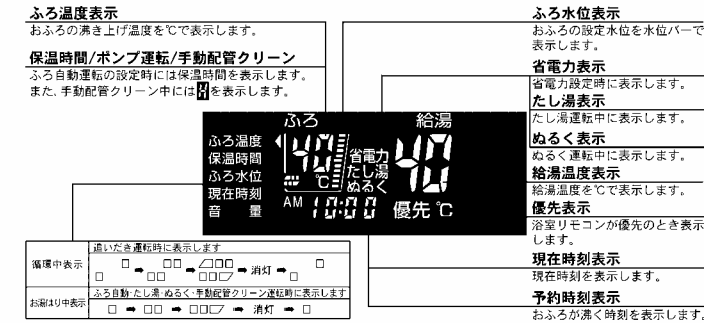 ふろ温度表示
おふろの沸き上げ温度を℃で表示します。
保温時間/ポンプ運転/手動配管クリーン
ふろ自動運転の設定時には保温時間を表示します。
また、手動配管クリーン中には を表示します。
ふろ 給湯
ふろ温度
保温時間
ふろ水位
現在時刻
音 量
40 ℃
省電力
たし湯
ぬるく
40
AM 10:00 優先 ℃
ふろ水位表示
おふろの設定水位を水位バーで
表示します。
省電力表示
省電力設定時に表示します。
たし湯表示
たし湯運転中に表示します。
ぬるく表示
ぬるく運転中に表示します。
給湯温度表示
給湯温度を℃で表示します。
優先表示
浴室リモコンが優先のとき表示
します。
現在時刻表示
現在時刻を表示します。
予約時刻表示
おふろが沸く時刻を表示します。
循環中表示
追いだき運転時に表示します
➡ ➡ ➡ 消灯 ➡
お湯はり中表示
ふろ自動・たし湯・ぬるく・手動配管クリーン運転時に表示します
➡ ➡ ➡ 消灯 ➡